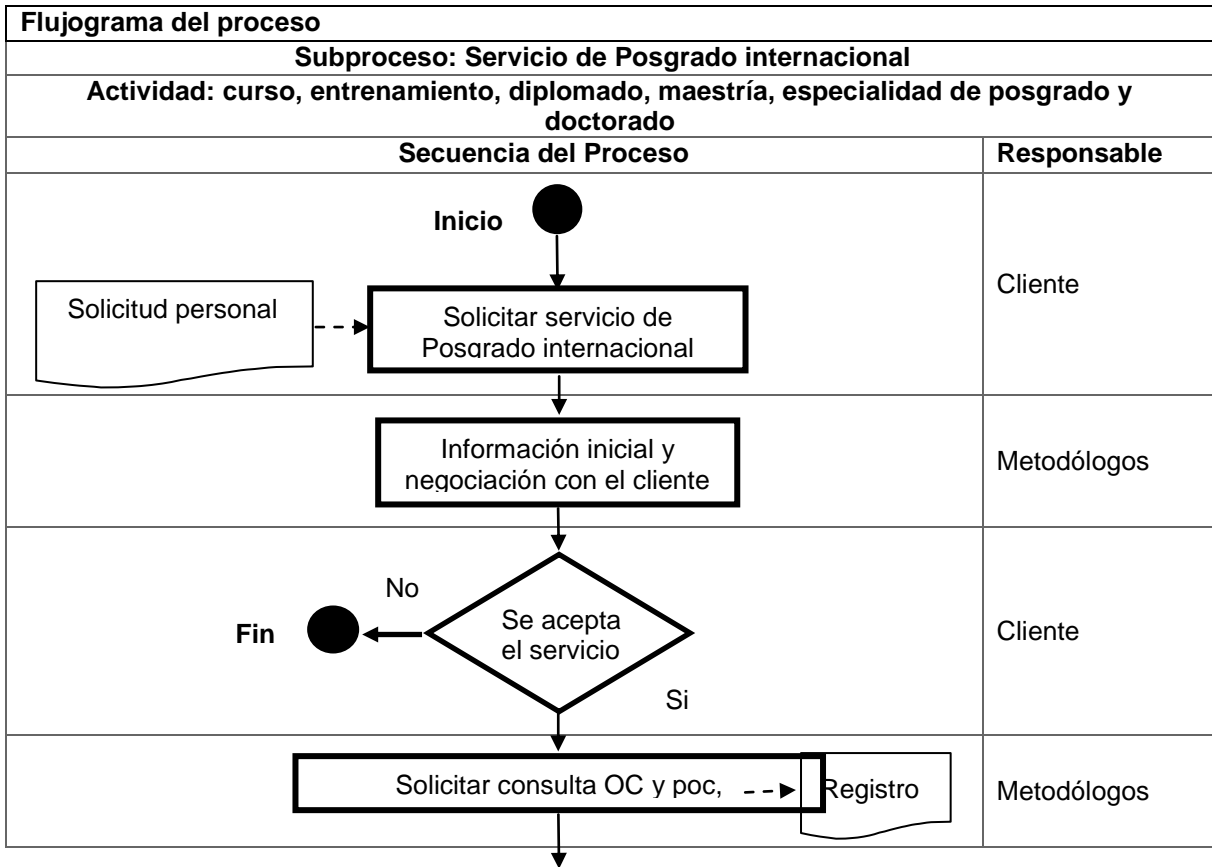 Flujograma del proceso
Subproceso: Servicio de Posgrado internacional
Actividad: curso, entrenamiento, diplomado, maestría, especialidad de posgrado y
doctorado
Secuencia del Proceso
Responsable
Inicio
Solicitud personal
Solicitar servicio de
Posgrado internacional
Cliente
Información inicial y
negociación con el cliente
Metodólogos
No
Fin
Se acepta
el servicio
Si
Cliente
Solicitar consulta OC y poc,
Registro
Metodólogos